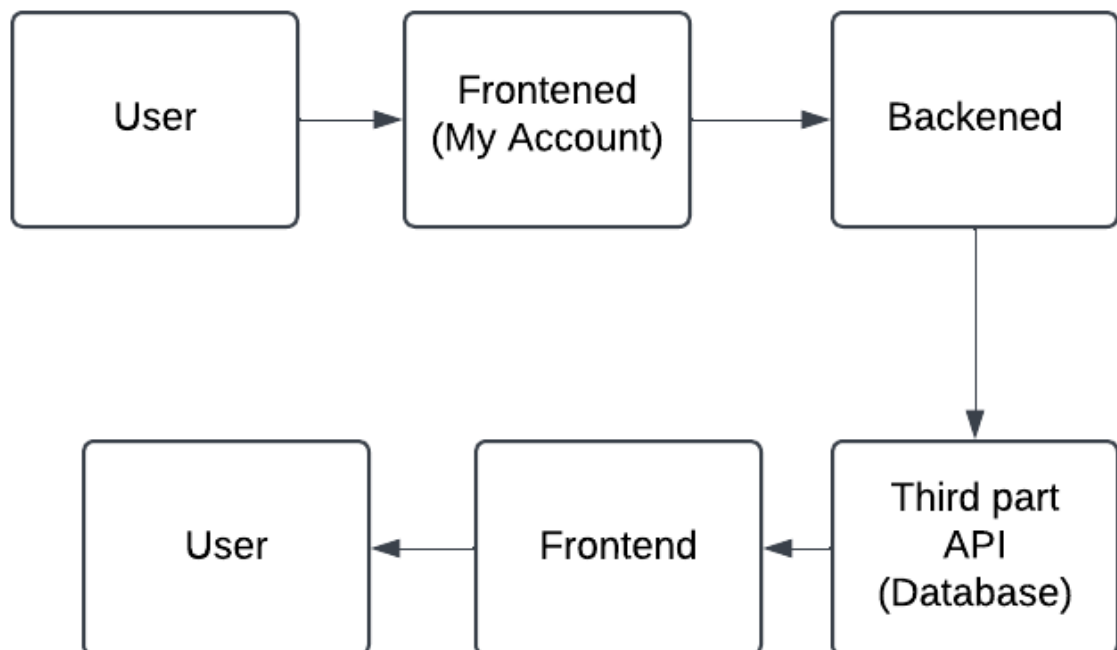 User
Frontened
(My Account)
Backened
User
Frontend
Third part
API
(Database)